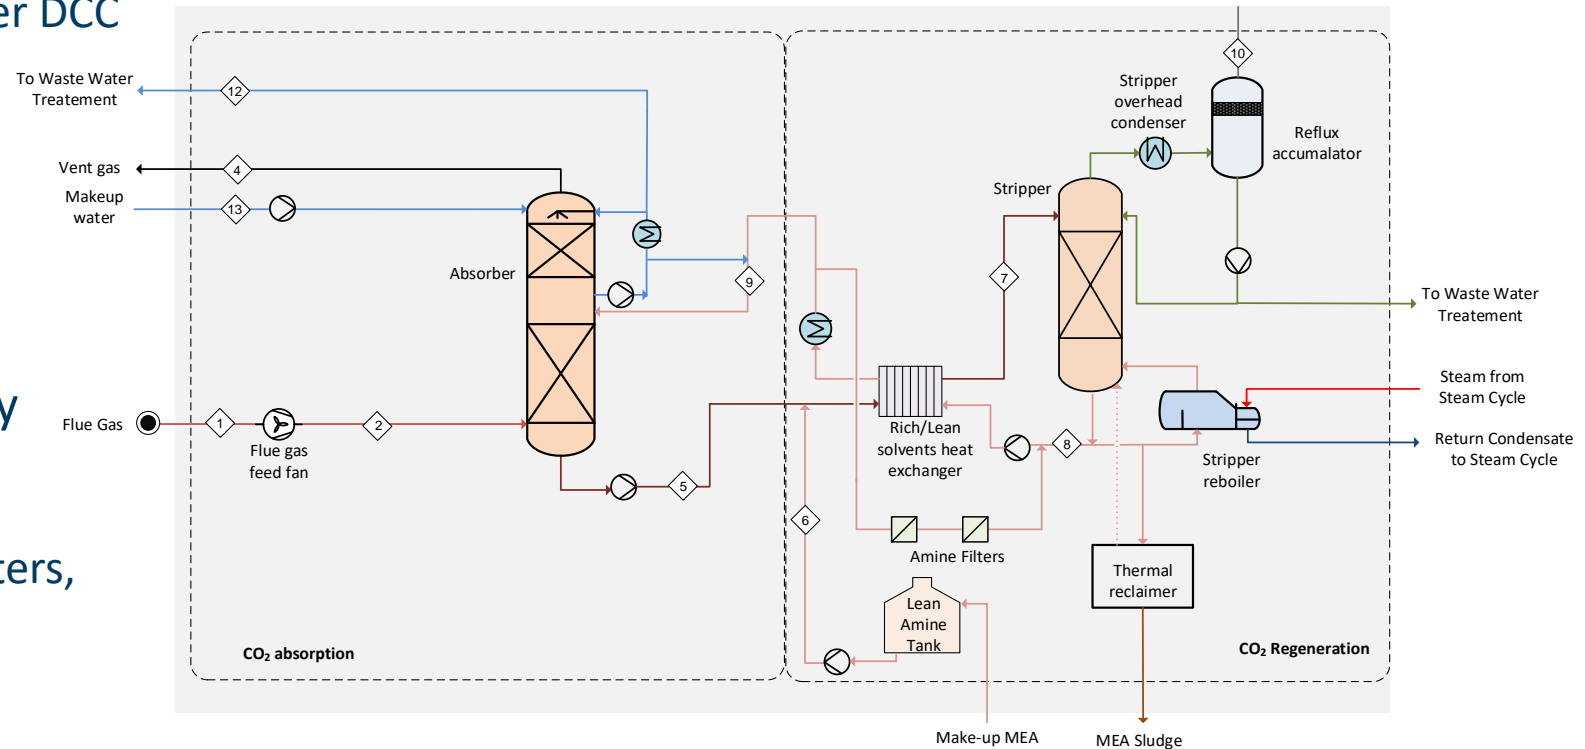 er DCC
To Waste Water
Treatement
12
Vent gas
4
Makeup
water
13
Absorber
9
Flue Gas
1
2
Flue gas
feed fan
5
y
ters,
CO₂ absorption
10
Stripper
overhead
condenser
Reflux
accumalator
Stripper
7
To Waste Water
Treatement
Steam from
Steam Cycle
Return Condensate
to Steam Cycle
Rich/Lean
solvents heat
exchanger
8
Stripper
reboiler
6
Amine Filters
Thermal
reclaimer
Lean
Amine
Tank
CO₂ Regeneration
Make-up MEA
MEA Sludge